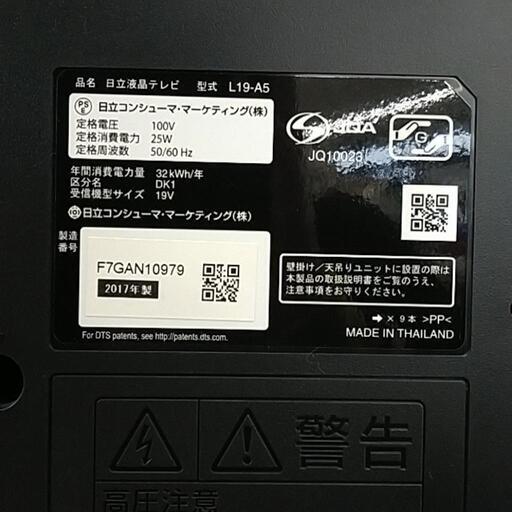 品名 日立液晶テレビ 型式 L19-A5
PS
E
日立コンシューマ・マーケティング(株)
定格電圧 100V
定格消費電力 25W
定格周波数 50/60 Hz
年間消費電力量 32kWh/年
区分名 DK1
受信機型サイズ 19V
日立コンシューマ・マーケティング(株)
製造
番号
F7GAN10979
2017年製
For DTS patents, see http://patents.dts.com.
JQA
JQ10023
G
壁掛け/天吊りユニットに設置の際は
本製品の取扱説明書をご覧のうえ、
注意事項をお守りください。
→ × 9本 >PP<
MADE IN THAILAND
警告
高圧注意